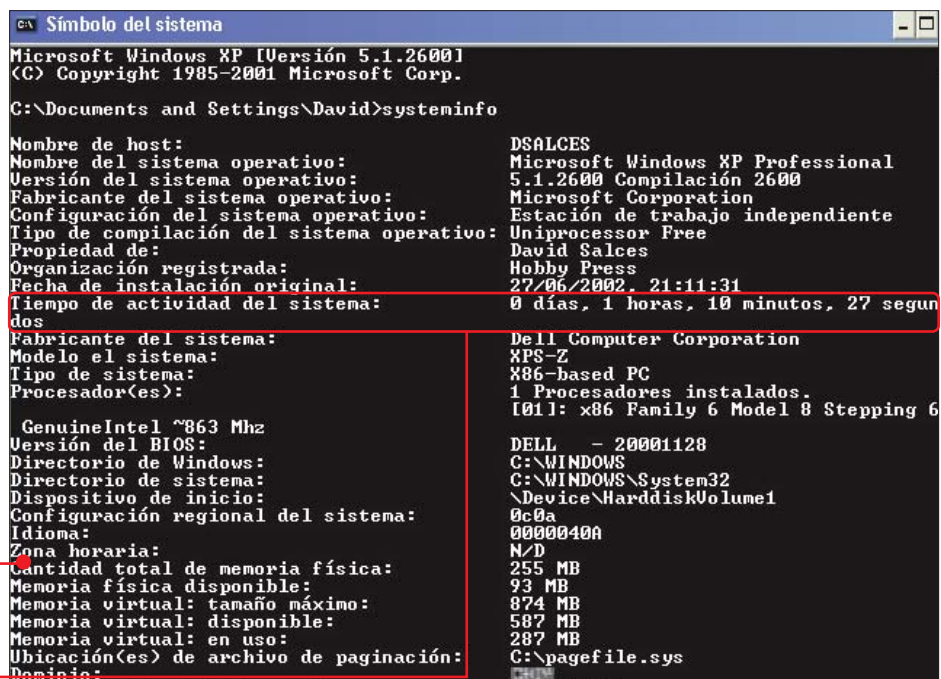 Símbolo del sistema
Microsoft Windows XP [Versión 5.1.2600]
(C) Copyright 1985-2001 Microsoft Corp.
C:\Documents and Settings\David>systeminfo
Nombre de host: DSALCES
Nombre del sistema operativo: Microsoft Windows XP Professional
Versión del sistema operativo: 5.1.2600 Compilación 2600
Fabricante del sistema operativo: Microsoft Corporation
Configuración del sistema operativo: Estación de trabajo independiente
Tipo de compilación del sistema operativo: Uniprocessor Free
Propiedad de: David Salces
Organización registrada: Hobby Press
Fecha de instalación original: 27/06/2002, 21:11:31
Tiempo de actividad del sistema: 0 días, 1 horas, 10 minutos, 27 segun
dos
Fabricante del sistema: Dell Computer Corporation
Modelo el sistema: XPS-Z
Tipo de sistema: X86-based PC
Procesador(es): 1 Procesadores instalados.
[01]: x86 Family 6 Model 8 Stepping 6
GenuineIntel ~863 Mhz
Versión del BIOS: DELL - 20001128
Directorio de Windows: C:\WINDOWS
Directorio de sistema: C:\WINDOWS\System32
Dispositivo de inicio: \Device\HarddiskVolume1
Configuración regional del sistema: 0c0a
Idioma: 0000040A
Zona horaria: N/D
Cantidad total de memoria física: 255 MB
Memoria física disponible: 93 MB
Memoria virtual: tamaño máximo: 874 MB
Memoria virtual: disponible: 587 MB
Memoria virtual: en uso: 287 MB
Ubicación(es) de archivo de paginación: C:\pagefile.sys
Dominio: